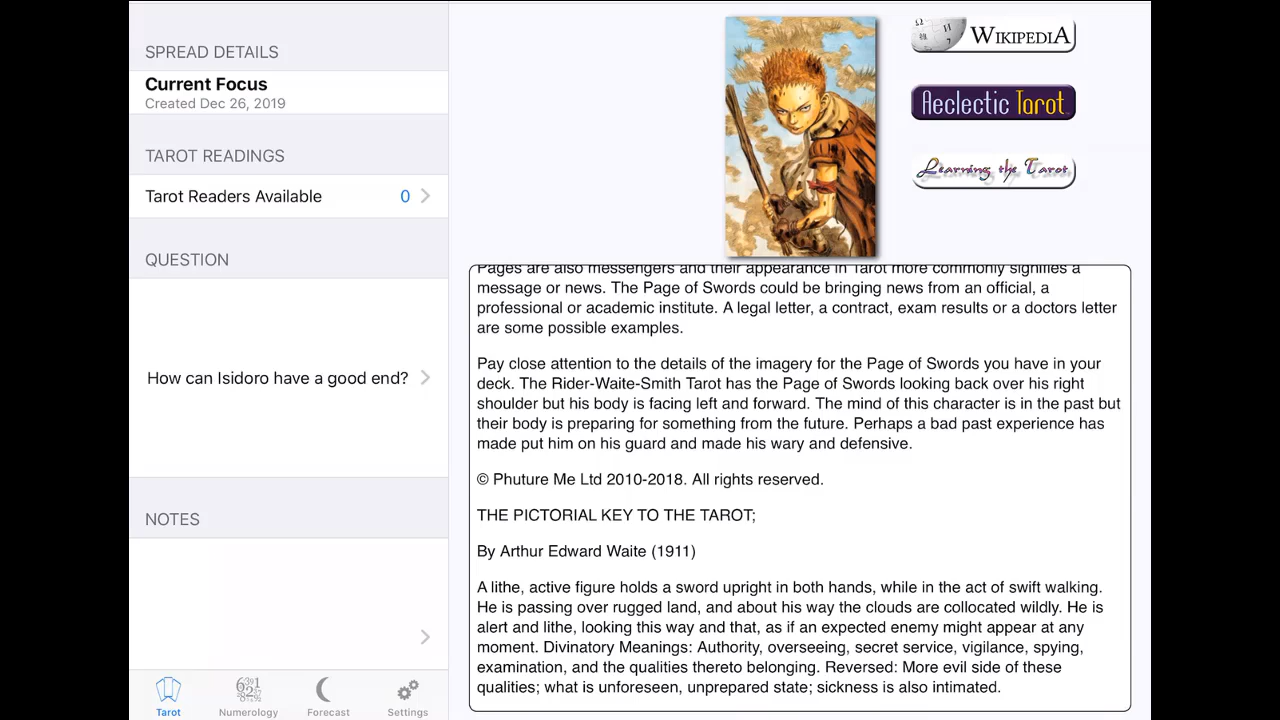 SPREAD DETAILS
Current Focus
Created Dec 26, 2019
TAROT READINGS
Tarot Readers Available 0
QUESTION
How can Isidoro have a good end?
NOTES
Tarot
Numerology
Forecast
Settings
WIKIPEDIA
Aeclectic Tarot
Learning the Tarot
Pages are also messengers and their appearance in Tarot more commonly signifies a
message or news. The Page of Swords could be bringing news from an official, a
professional or academic institute. A legal letter, a contract, exam results or a doctors letter
are some possible examples.
Pay close attention to the details of the imagery for the Page of Swords you have in your
deck. The Rider-Waite-Smith Tarot has the Page of Swords looking back over his right
shoulder but his body is facing left and forward. The mind of this character is in the past but
their body is preparing for something from the future. Perhaps a bad past experience has
made put him on his guard and made his wary and defensive.
© Phuture Me Ltd 2010-2018. All rights reserved.
THE PICTORIAL KEY TO THE TAROT;
By Arthur Edward Waite (1911)
A lithe, active figure holds a sword upright in both hands, while in the act of swift walking.
He is passing over rugged land, and about his way the clouds are collocated wildly. He is
alert and lithe, looking this way and that, as if an expected enemy might appear at any
moment. Divinatory Meanings: Authority, overseeing, secret service, vigilance, spying,
examination, and the qualities thereto belonging. Reversed: More evil side of these
qualities; what is unforeseen, unprepared state; sickness is also intimated.